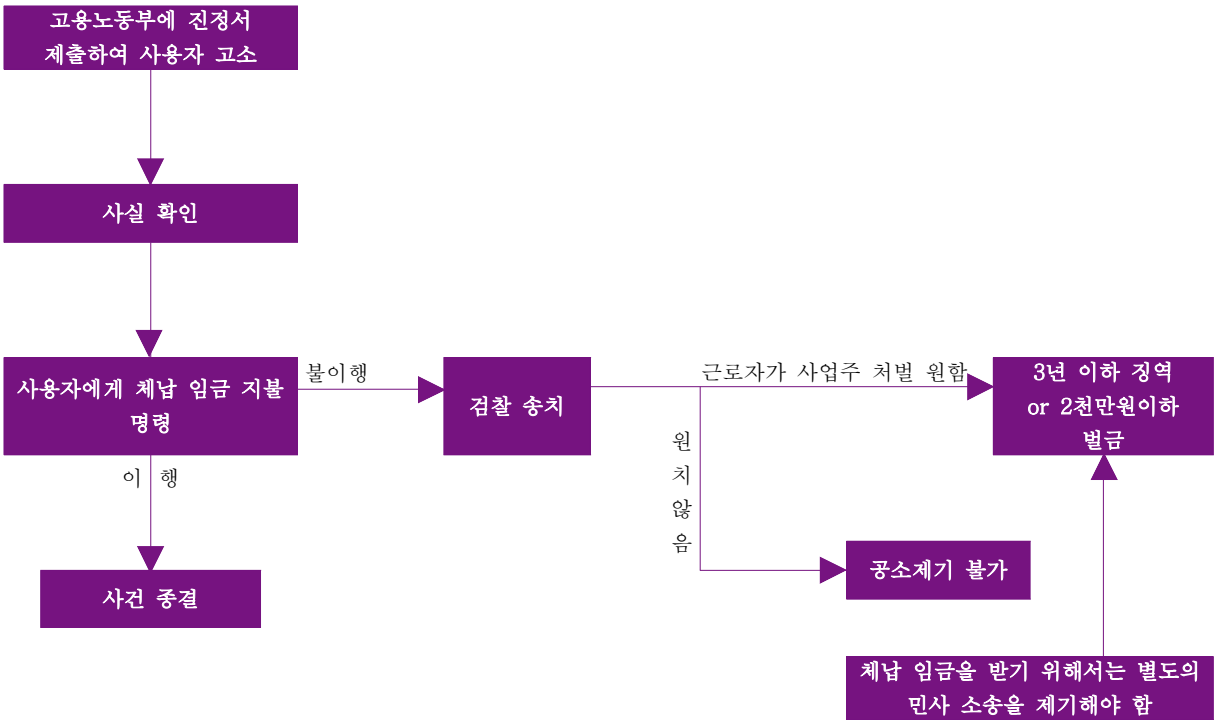 고용노동부에 진정서
제출하여 사용자 고소
사실 확인
사용자에게 체납 임금 지불
명령
불이행
이 행
사건 종결
검찰 송치
근로자가 사업주 처벌 원함
원
치
않
음
3년 이하 징역
or 2천만원이하
벌금
공소제기 불가
체납 임금을 받기 위해서는 별도의
민사 소송을 제기해야 함